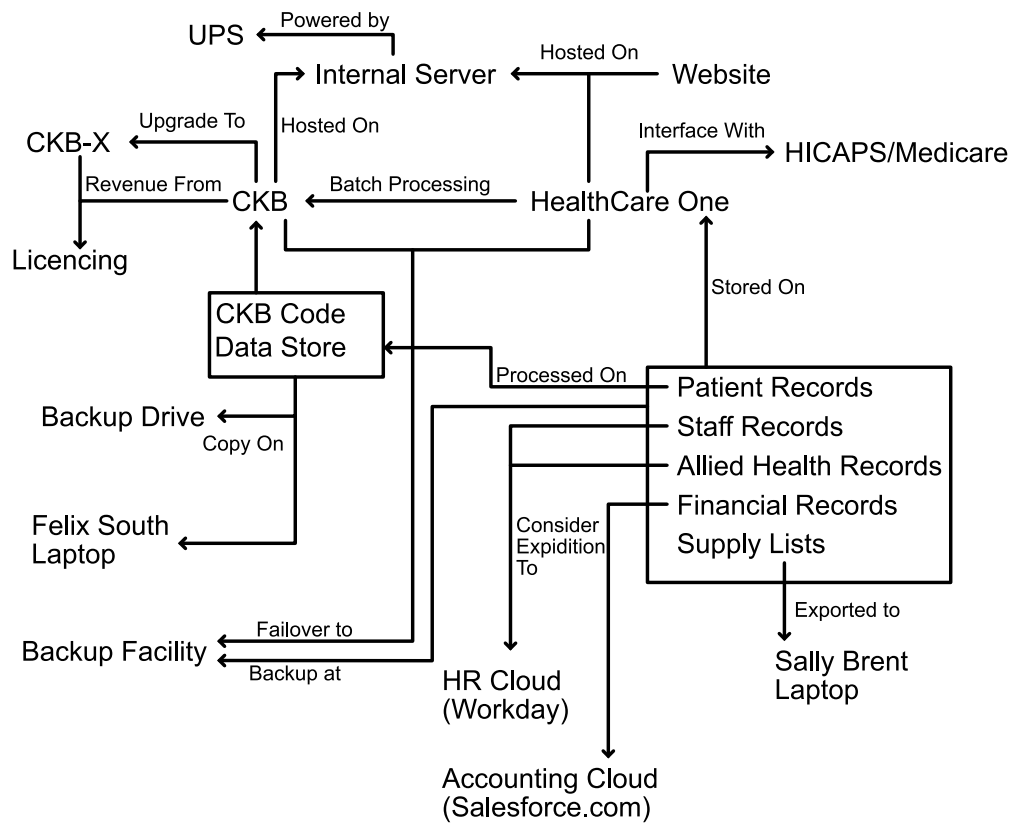 UPS
Powered by
Internal Server
Hosted On
Website
CKB-X
Upgrade To
Hosted On
Interface With
HICAPS/Medicare
Revenue From
CKB
Batch Processing
HealthCare One
Licencing
CKB Code
Data Store
Stored On
Processed On
Patient Records
Staff Records
Allied Health Records
Financial Records
Supply Lists
Backup Drive
Copy On
Felix South
Laptop
Consider
Expidition
To
Exported to
Sally Brent
Laptop
Backup Facility
Failover to
Backup at
HR Cloud
(Workday)
Accounting Cloud
(Salesforce.com)